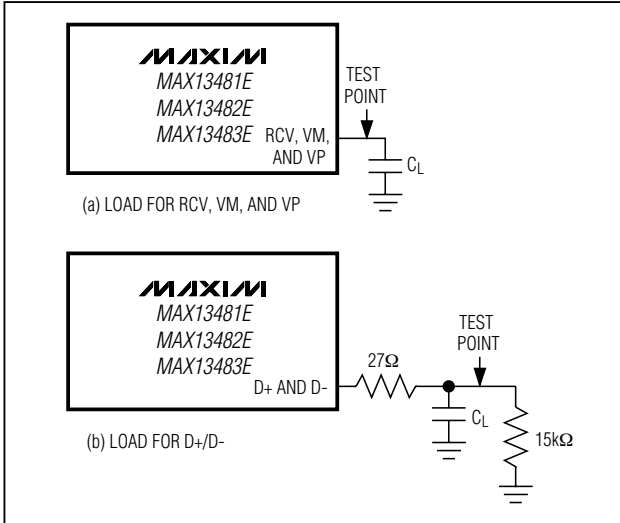 MAXIM
MAX13481E
MAX13482E
MAX13483E
RCV, VM,
AND VP
TEST
POINT
CL
(a) LOAD FOR RCV, VM, AND VP
MAXIM
MAX13481E
MAX13482E
MAX13483E
D+ AND D-
27Ω
TEST
POINT
CL
15kΩ
(b) LOAD FOR D+/D-